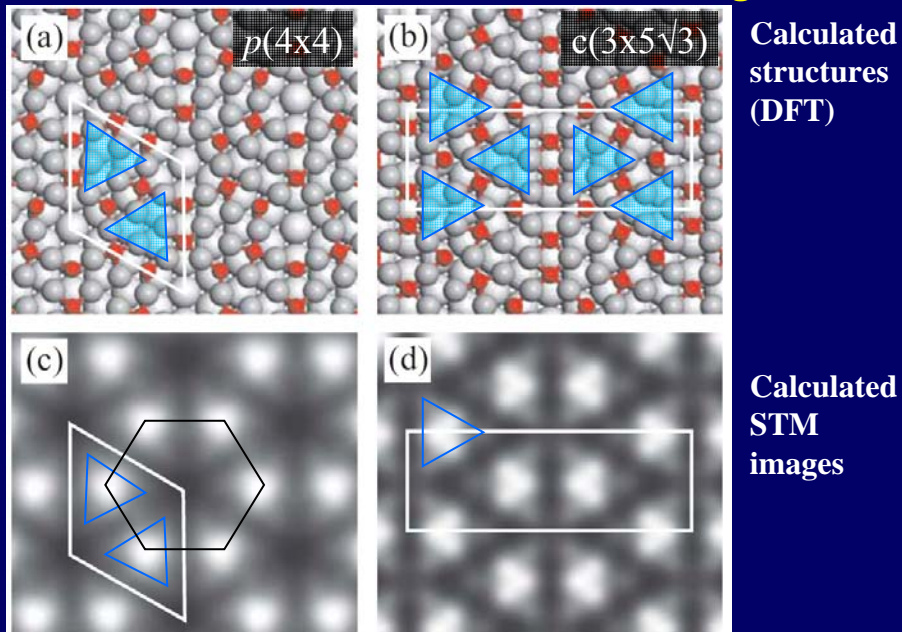 (a)
p(4x4)
(b)
c(3x5√3)
Calculated
structures
(DFT)
(c)
(d)
Calculated
STM
images